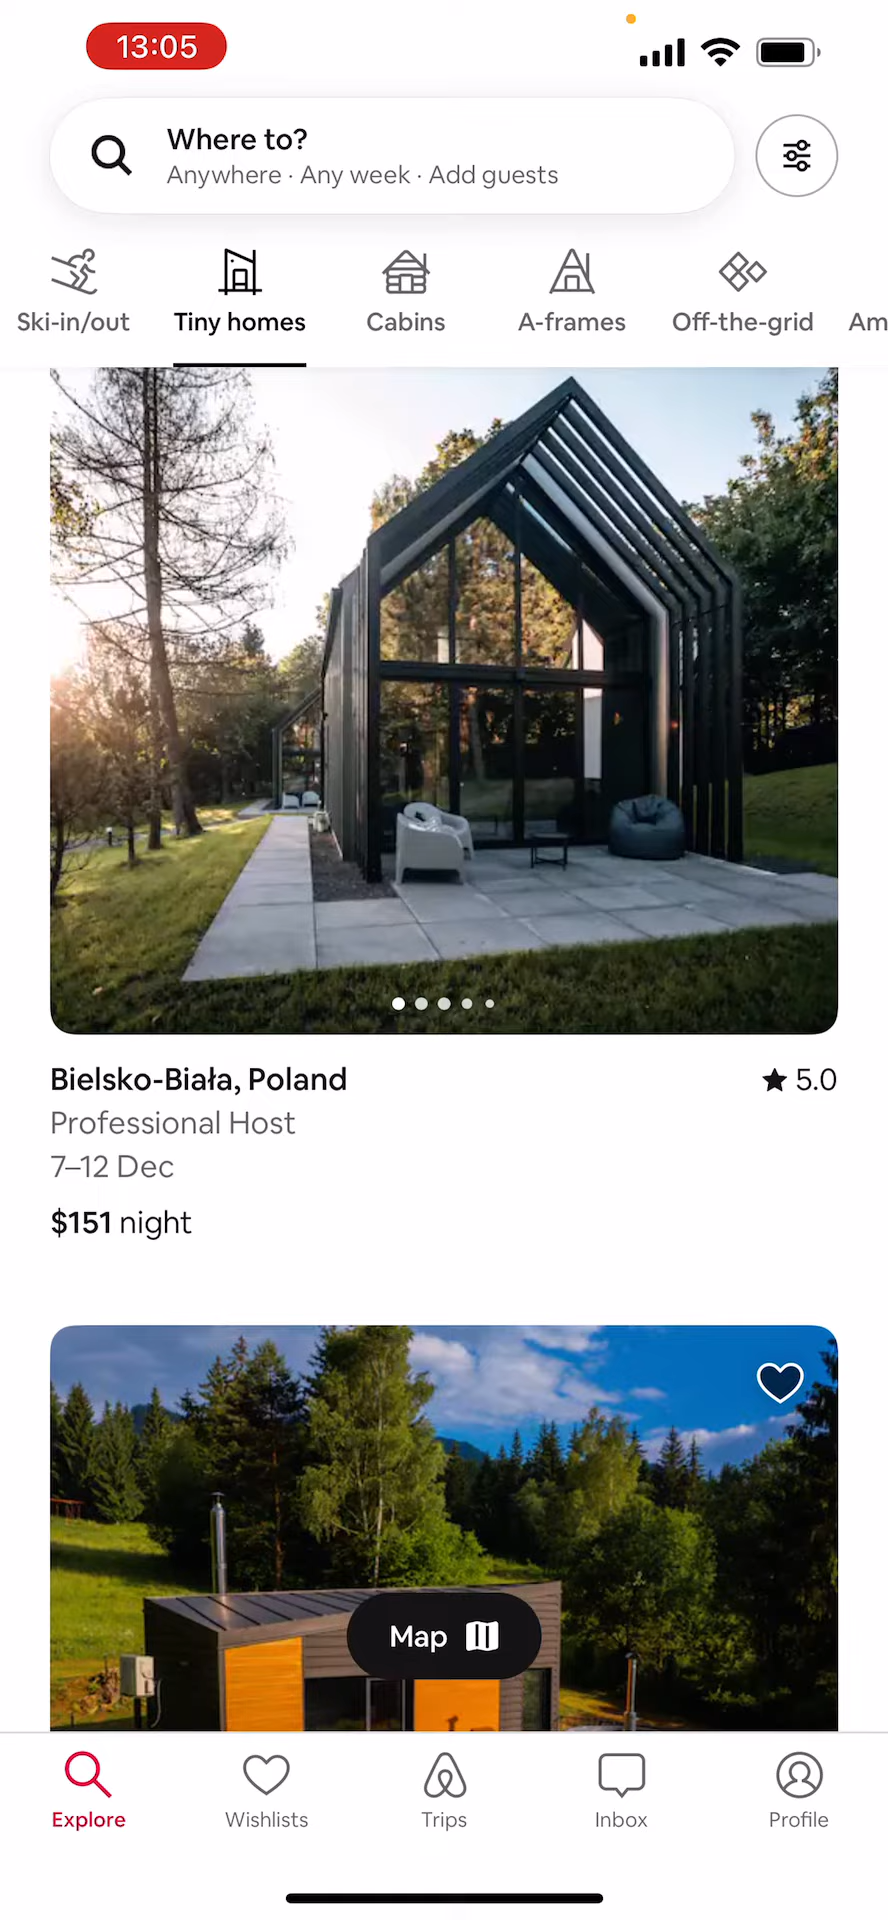 13:05
Where to?
Anywhere · Any week · Add guests
Ski-in/out
Tiny homes
Cabins
A-frames
Off-the-grid
Am
Bielsko-Biała, Poland
5.0
Professional Host
7–12 Dec
$151 night
Map
Explore
Wishlists
Trips
Inbox
Profile